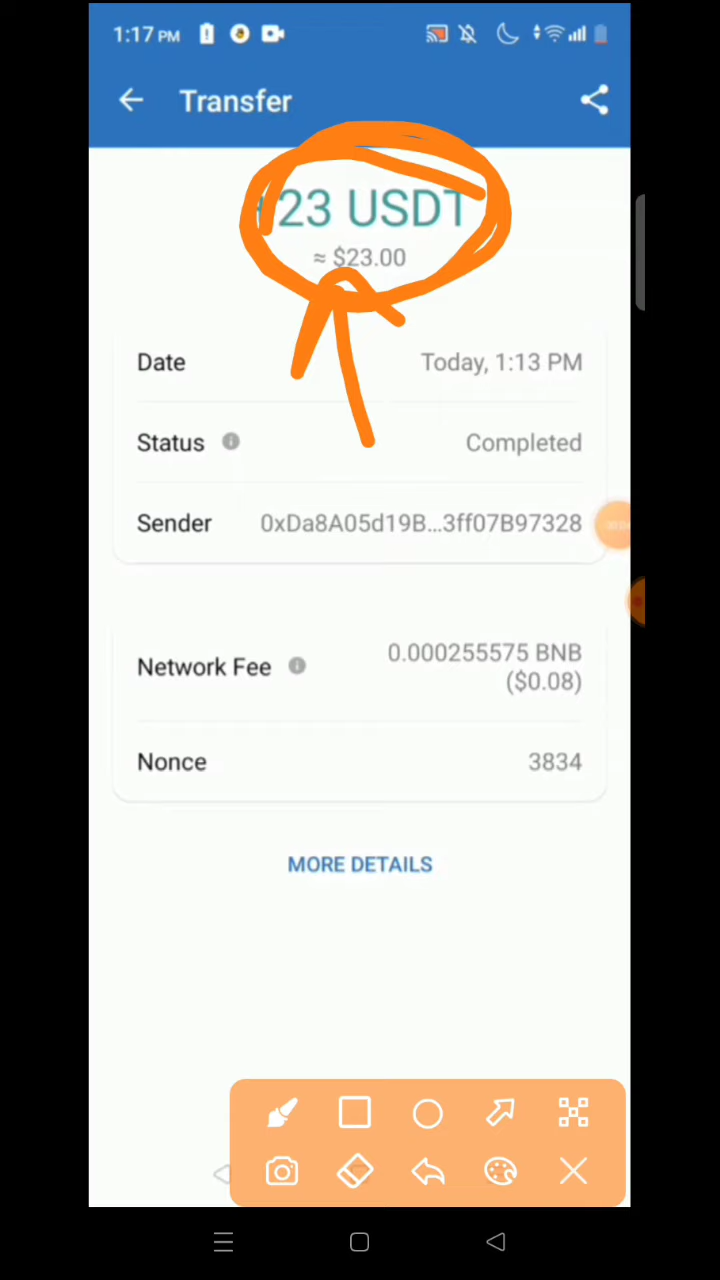 1:17 PM
Transfer
23 USDT
≈ $23.00
Date Today, 1:13 PM
Status Completed
Sender 0xDa8A05d19B...3ff07B97328
Network Fee 0.000255575 BNB
($0.08)
Nonce 3834
MORE DETAILS